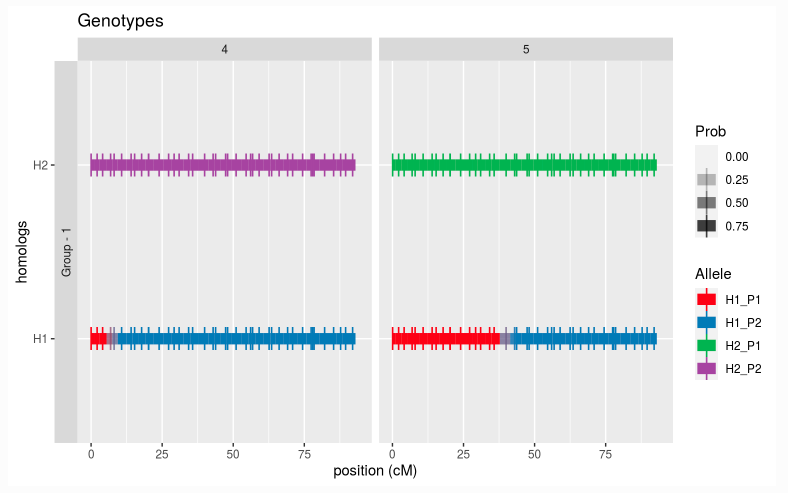 Genotypes
4
5
homologs
Group - 1
H2
H1
0 25 50 75
0 25 50 75
position (cM)
Prob
0.00
0.25
0.50
0.75
Allele
H1_P1
H1_P2
H2_P1
H2_P2